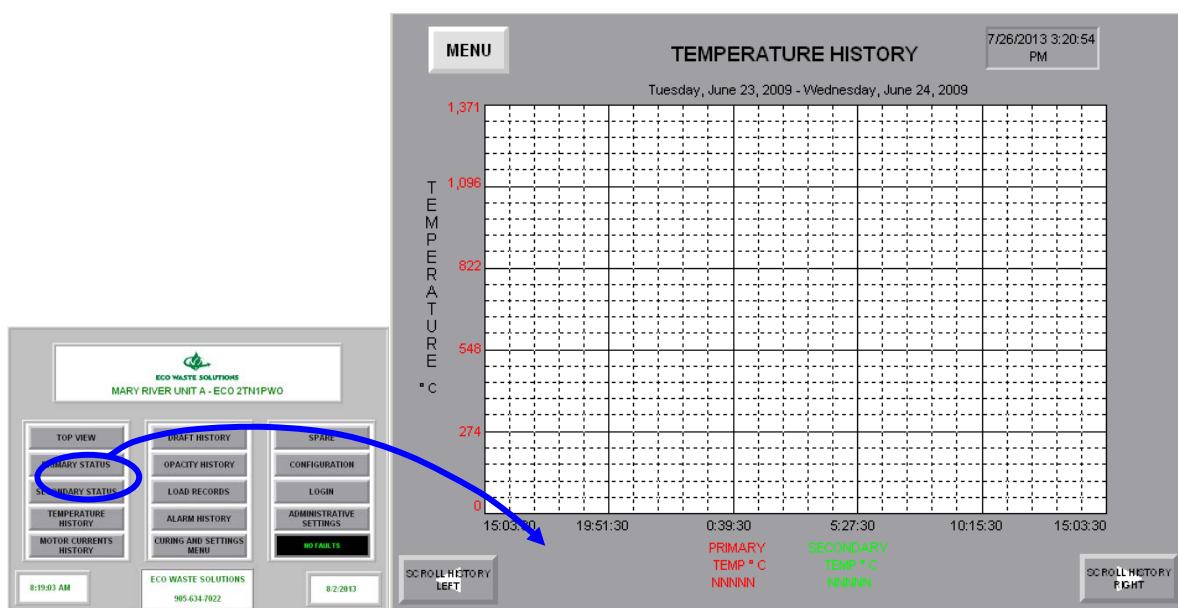 MENU
TEMPERATURE HISTORY
7/26/2013 3:20:54
PM
Tuesday, June 23, 2009 - Wednesday, June 24, 2009
1,371
1,096
822
548
274
0
TEMPERATURE
°C
15:03:30 19:51:30 0:39:30 5:27:30 10:15:30 15:03:30
PRIMARY
TEMP ° C
NNNNN
SECONDARY
TEMP ° C
NNNNN
SCROLL HISTORY
LEFT
SCROLL HISTORY
RIGHT
ECO WASTE SOLUTIONS
MARY RIVER UNIT A - ECO 2TN1PW0
TOP VIEW
PRIMARY STATUS
SECONDARY STATUS
TEMPERATURE
HISTORY
MOTOR CURRENTS
HISTORY
DRAFT HISTORY
OPACITY HISTORY
LOAD RECORDS
ALARM HISTORY
CURING AND SETTINGS
MENU
SPARE
CONFIGURATION
LOGIN
ADMINISTRATIVE
SETTINGS
NO FAULTS
8:19:03 AM
ECO WASTE SOLUTIONS
905-634-7022
8/2/2013